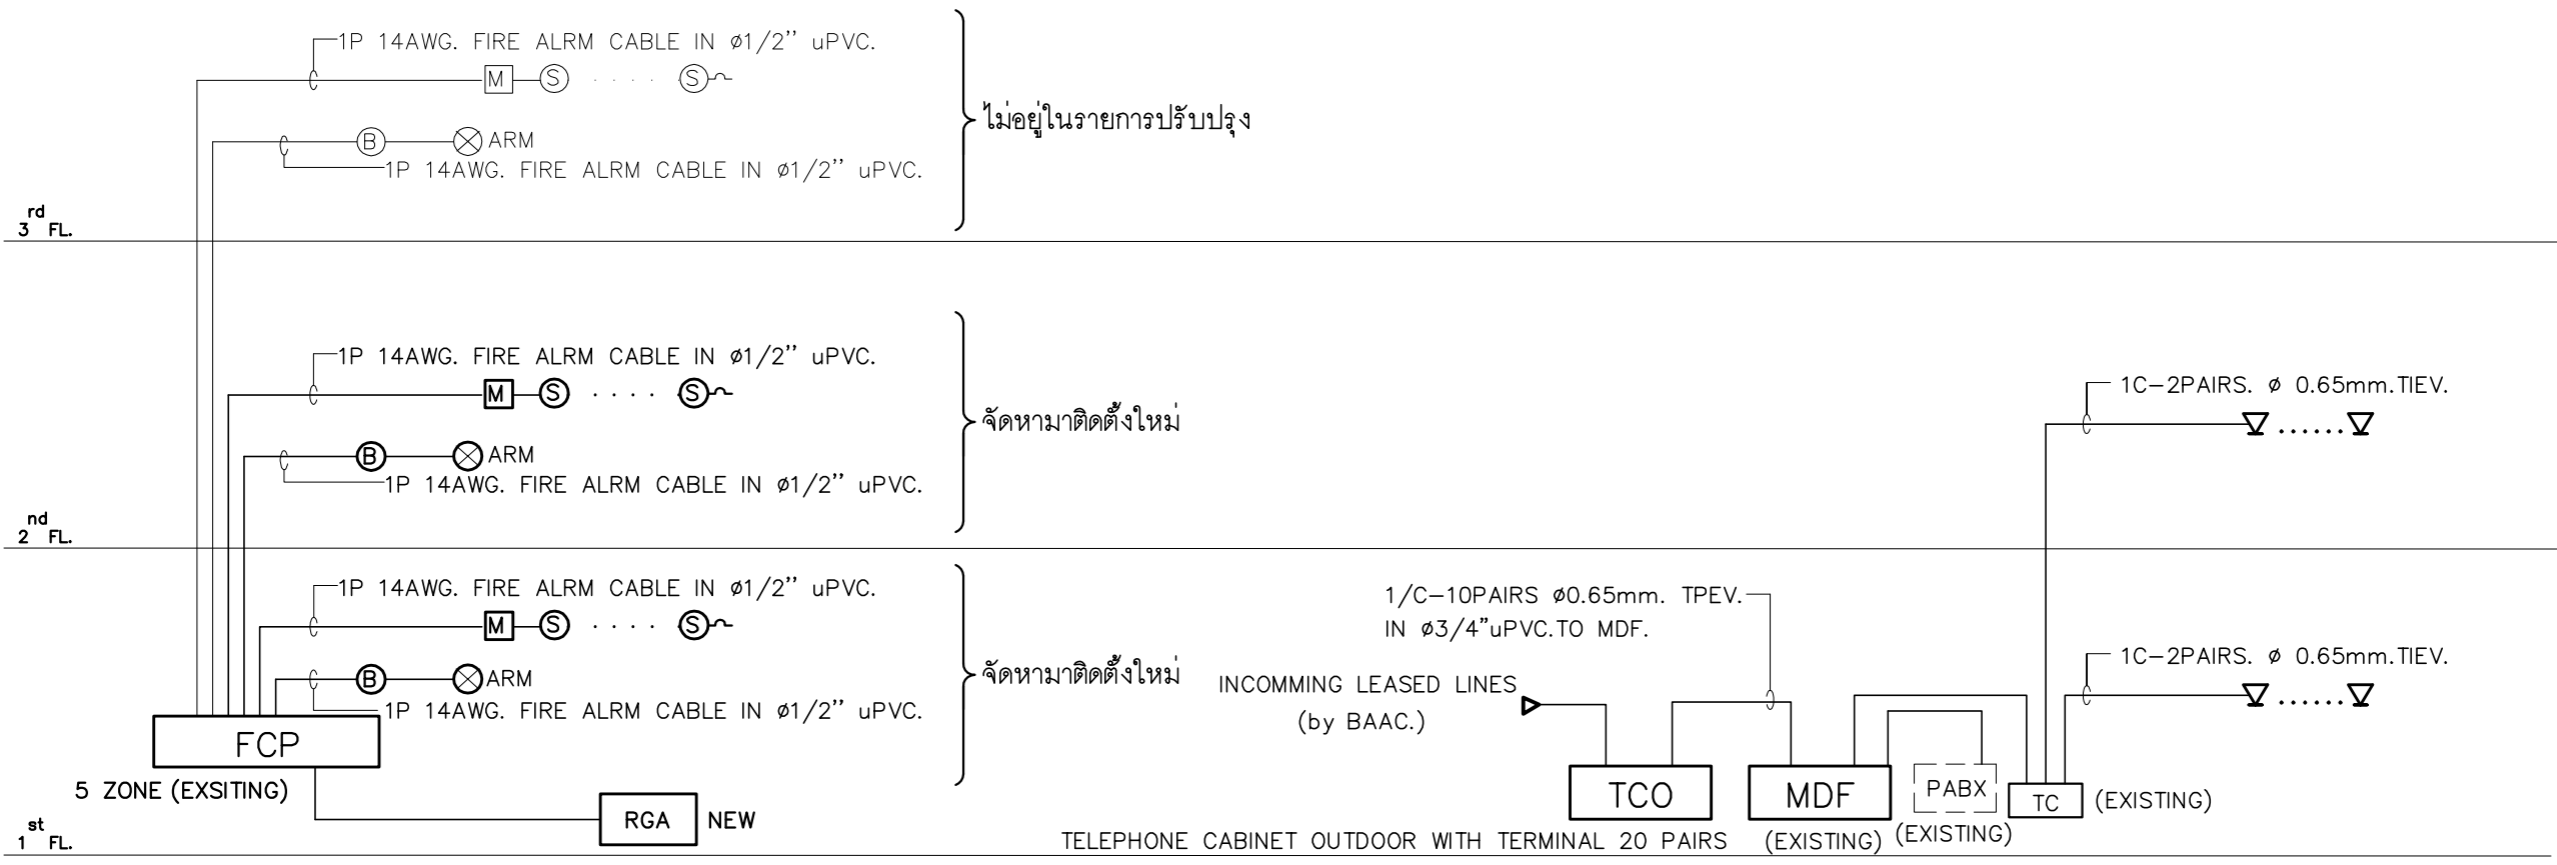 1P 14AWG. FIRE ALRM CABLE IN ø1/2’’ uPVC.
M S . . . . S
ไม่อยู่ในรายการปรับปรุง
B ARM
1P 14AWG. FIRE ALRM CABLE IN ø1/2’’ uPVC.
3rd FL.
1P 14AWG. FIRE ALRM CABLE IN ø1/2’’ uPVC.
M S . . . . S
จัดหามาติดตั้งใหม่
B ARM
1P 14AWG. FIRE ALRM CABLE IN ø1/2’’ uPVC.
1C-2PAIRS. ø 0.65mm.TIEV.
......
2nd FL.
1P 14AWG. FIRE ALRM CABLE IN ø1/2’’ uPVC.
M S . . . . S
จัดหามาติดตั้งใหม่
B ARM
1P 14AWG. FIRE ALRM CABLE IN ø1/2’’ uPVC.
FCP
5 ZONE (EXSITING)
RGA NEW
1/C-10PAIRS ø0.65mm. TPEV.
IN ø3/4”uPVC.TO MDF.
INCOMMING LEASED LINES
(by BAAC.)
1C-2PAIRS. ø 0.65mm.TIEV.
......
TCO
MDF
PABX
TC (EXISTING)
TELEPHONE CABINET OUTDOOR WITH TERMINAL 20 PAIRS
(EXISTING)
(EXISTING)
1st FL.